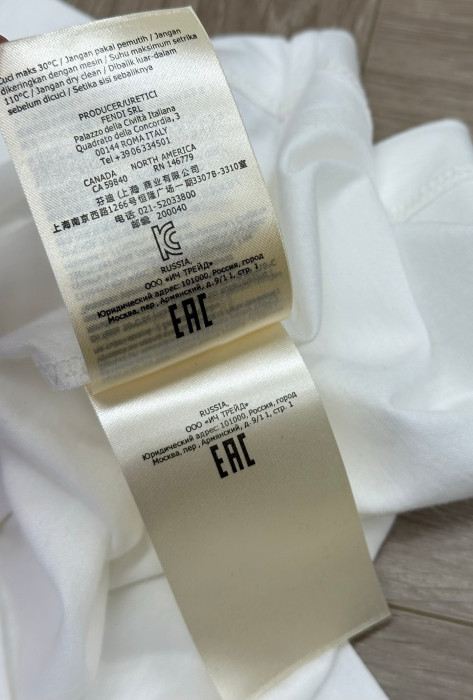 Cuci maks 30°C / Jangan pakai pemutih / Jangan
dikeringkan dengan mesin / Suhu maksimum setrika
110°C / Jangan dry clean / Dibalik luar-dalam
sebelum dicuci / Setika sisi sebaliknya
PRODUCER/URETICI
FENDI SRL
Palazzo della Civiltà Italiana
Quadrato della Concordia, 3
00144 ROMA ITALY
Tel +39 06334501
CANADA NORTH AMERICA
CA 59840 RN 146779
芬迪 (上海) 商业有限公司
上海南京西路1266号恒隆广场一期3307B-3310室
电话 021-52033800
邮编 200040
KC
RUSSIA,
ООО «ИЧ ТРЕЙД»
Юридический адрес: 101000, Россия, город
Москва, пер, Армянский, д.9/1 1, стр. 1
EAC
RUSSIA,
ООО «ИЧ ТРЕЙД»
Юридический адрес: 101000, Россия, город
Москва, пер, Армянский, д.9/1 1, стр. 1
EAC